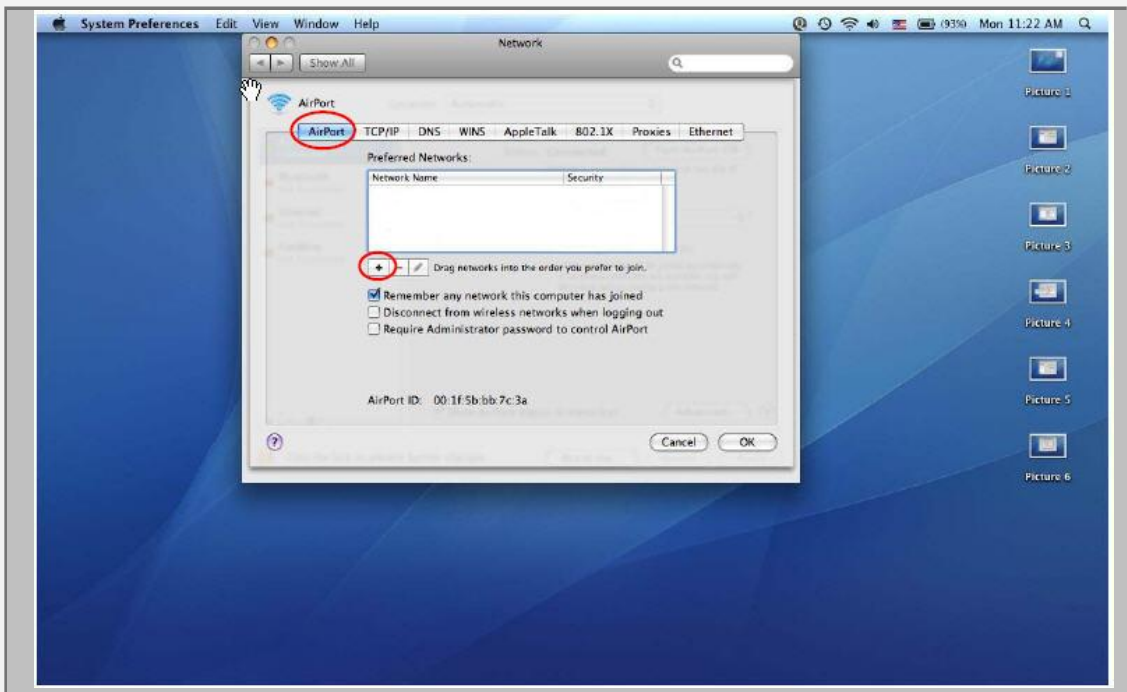 System Preferences Edit View Window Help (93%) Mon 11:22 AM
Network
Show All
Picture 1
AirPort
AirPort TCP/IP DNS WINS AppleTalk 802.1X Proxies Ethernet
Preferred Networks:
Picture 2
Network Name Security
Picture 3
+ - Drag networks into the order you prefer to join.
Remember any network this computer has joined
Disconnect from wireless networks when logging out
Picture 4
Require Administrator password to control AirPort
AirPort ID: 00:1f:5b:bb:7c:3a
Picture 5
? Cancel OK
Picture 6